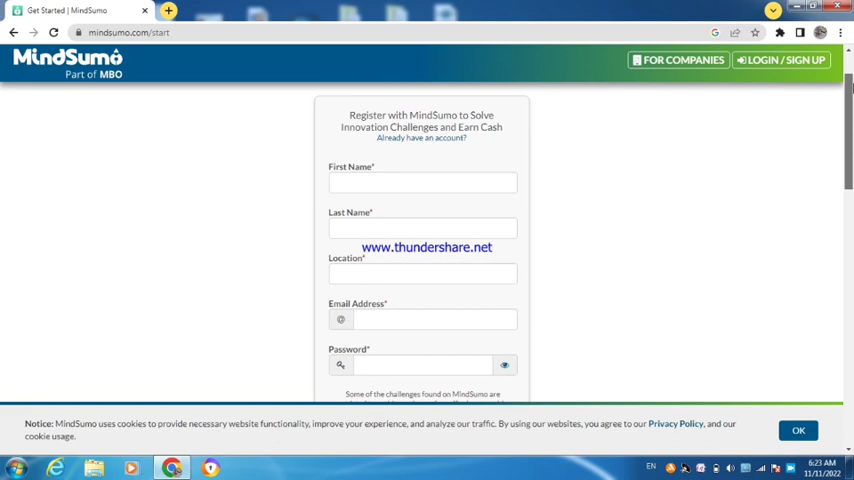 Get Started | MindSumo
mindsumo.com/start
MindSumo
Part of MBO
FOR COMPANIES
LOGIN / SIGN UP
Register with MindSumo to Solve
Innovation Challenges and Earn Cash
Already have an account?
First Name*
Last Name*
www.thundershare.net
Location*
Email Address*
@
Password*
Some of the challenges found on MindSumo are
Notice: MindSumo uses cookies to provide necessary website functionality, improve your experience, and analyze our traffic. By using our websites, you agree to our Privacy Policy, and our
cookie usage.
OK
EN
6:23 AM
11/11/2022